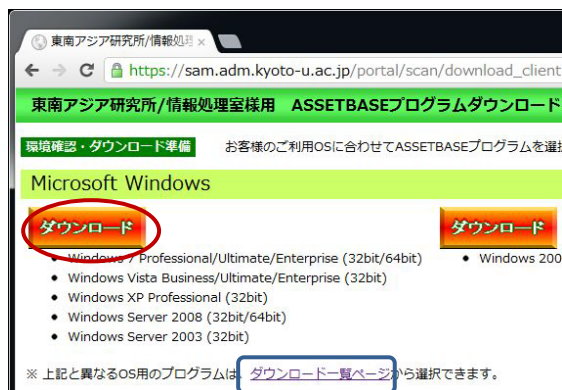 東南アジア研究所/情報処理
https://sam.adm.kyoto-u.ac.jp/portal/scan/download_client
東南アジア研究所/情報処理室様用 ASSETBASEプログラムダウンロード
環境確認・ダウンロード準備 お客様のご利用OSに合わせてASSETBASEプログラムを選
Microsoft Windows
ダウンロード ダウンロード
• Windows 7 Professional/Ultimate/Enterprise (32bit/64bit) • Windows 200
• Windows Vista Business/Ultimate/Enterprise (32bit)
• Windows XP Professional (32bit)
• Windows Server 2008 (32bit/64bit)
• Windows Server 2003 (32bit)
※ 上記と異なるOS用のプログラムは、ダウンロード一覧ページから選択できます。